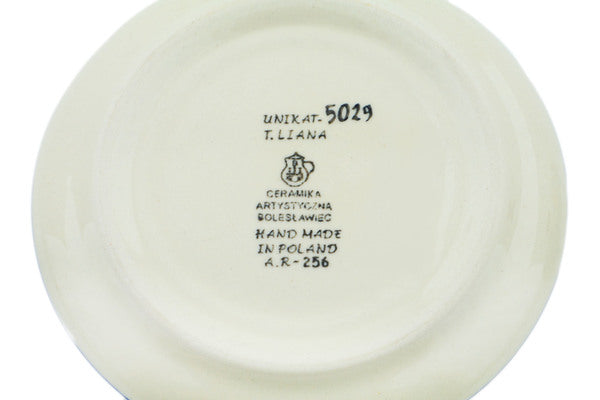 UNIKAT-5029
T.LIANA
CERAMIKA
ARTYSTYCZNA
BOLESŁAWIEC
HAND MADE
IN POLAND
A.R-256